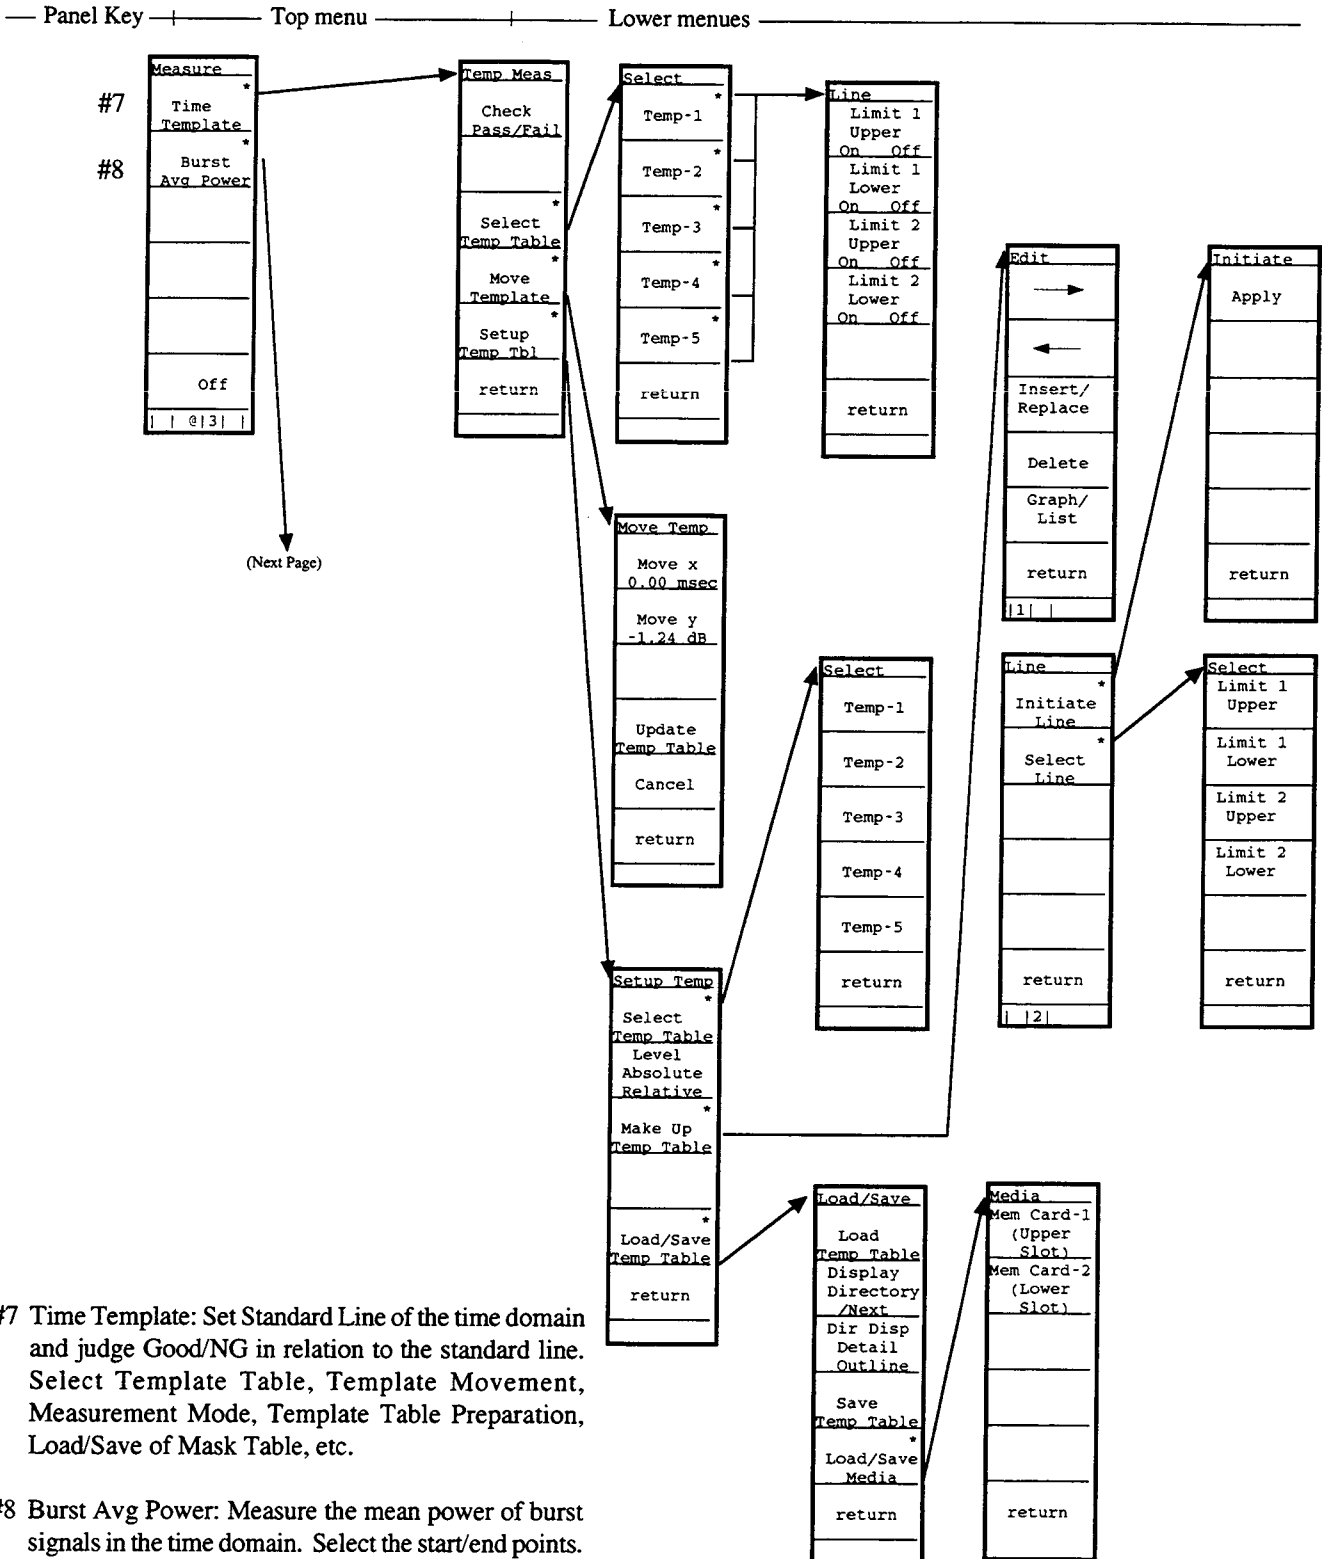 Panel Key
Top menu
Lower menues
#7
#8
Measure
*
Time
Template
*
Burst
Avg Power
Off
| | @|3| |
(Next Page)
Temp Meas
Check
Pass/Fail
*
Select
Temp Table
*
Move
Template
*
Setup
Temp Tbl
return
Select
*
Temp-1
*
Temp-2
*
Temp-3
*
Temp-4
*
Temp-5
return
Line
Limit 1
Upper
On Off
Limit 1
Lower
On Off
Limit 2
Upper
On Off
Limit 2
Lower
On Off
return
Edit
Insert/
Replace
Delete
Graph/
List
return
|1| |
Initiate
Apply
return
Move Temp
Move x
0.00 msec
Move y
-1.24 dB
Update
Temp Table
Cancel
return
Select
Temp-1
Temp-2
Temp-3
Temp-4
Temp-5
return
Line
*
Initiate
Line
*
Select
Line
return
| |2|
Select
Limit 1
Upper
Limit 1
Lower
Limit 2
Upper
Limit 2
Lower
return
Setup Temp
*
Select
Temp Table
Level
Absolute
Relative
*
Make Up
Temp Table
*
Load/Save
Temp Table
return
Load/Save
Load
Temp Table
Display
Directory
/Next
Dir Disp
Detail
Outline
Save
Temp Table
*
Load/Save
Media
return
Media
Mem Card-1
(Upper
Slot)
Mem Card-2
(Lower
Slot)
return
#7 Time Template: Set Standard Line of the time domain
and judge Good/NG in relation to the standard line.
Select Template Table, Template Movement,
Measurement Mode, Template Table Preparation,
Load/Save of Mask Table, etc.
#8 Burst Avg Power: Measure the mean power of burst
signals in the time domain. Select the start/end points.